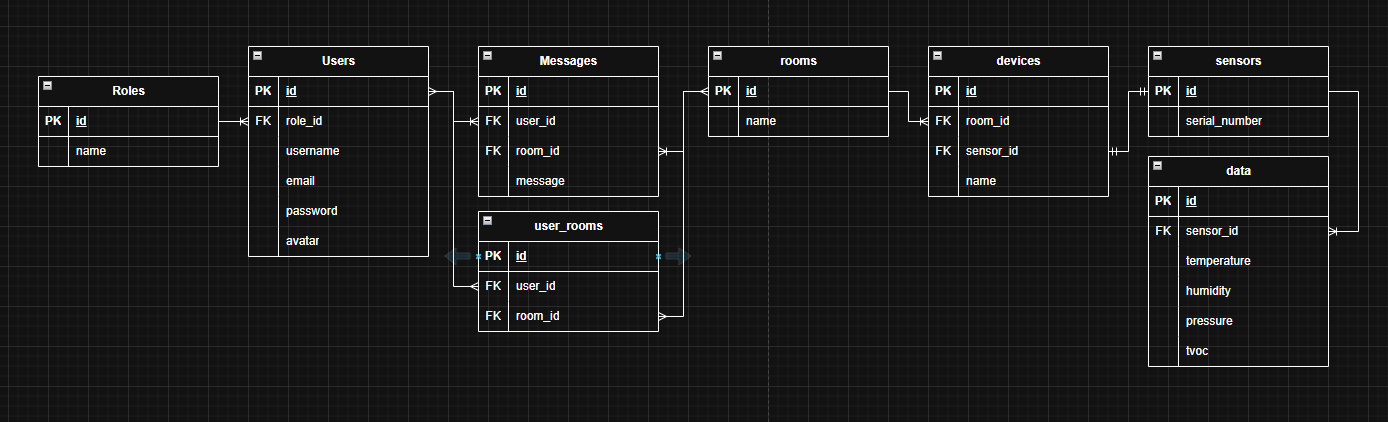 Roles
PK id
name
Users
PK id
FK role_id
username
email
password
avatar
Messages
PK id
FK user_id
FK room_id
message
user_rooms
PK id
FK user_id
FK room_id
rooms
PK id
name
devices
PK id
FK room_id
FK sensor_id
name
sensors
PK id
serial_number
data
PK id
FK sensor_id
temperature
humidity
pressure
tvoc